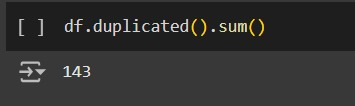 [ ] df.duplicated().sum()
143